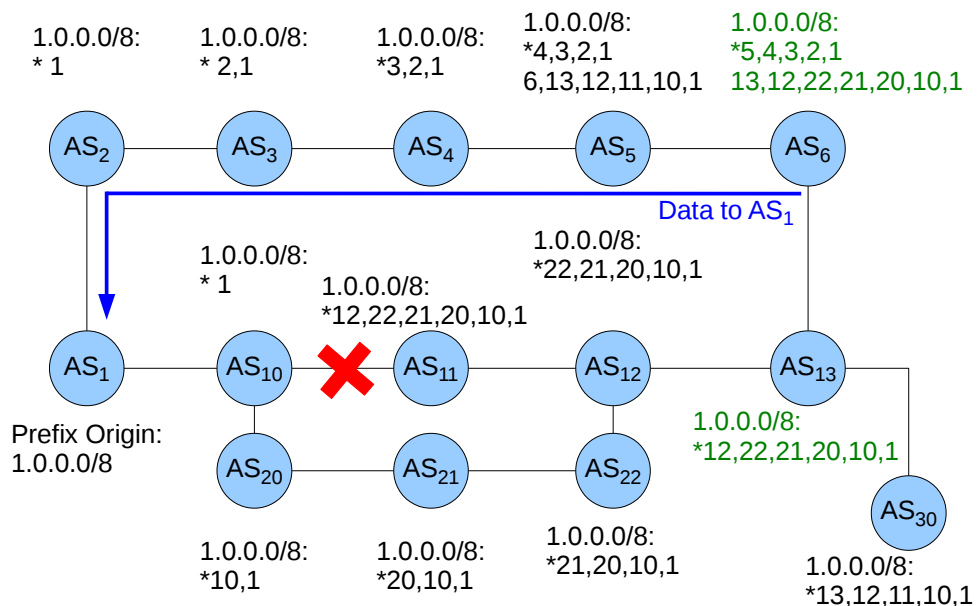 1.0.0.0/8:
* 1
1.0.0.0/8:
* 2,1
1.0.0.0/8:
*3,2,1
1.0.0.0/8:
*4,3,2,1
6,13,12,11,10,1
1.0.0.0/8:
*5,4,3,2,1
13,12,22,21,20,10,1
AS2
AS3
AS4
AS5
AS6
Data to AS1
1.0.0.0/8:
* 1
1.0.0.0/8:
*12,22,21,20,10,1
1.0.0.0/8:
*22,21,20,10,1
AS1
AS10
AS11
AS12
AS13
Prefix Origin:
1.0.0.0/8
1.0.0.0/8:
*12,22,21,20,10,1
AS20
AS21
AS22
AS30
1.0.0.0/8:
*10,1
1.0.0.0/8:
*20,10,1
1.0.0.0/8:
*21,20,10,1
1.0.0.0/8:
*13,12,11,10,1